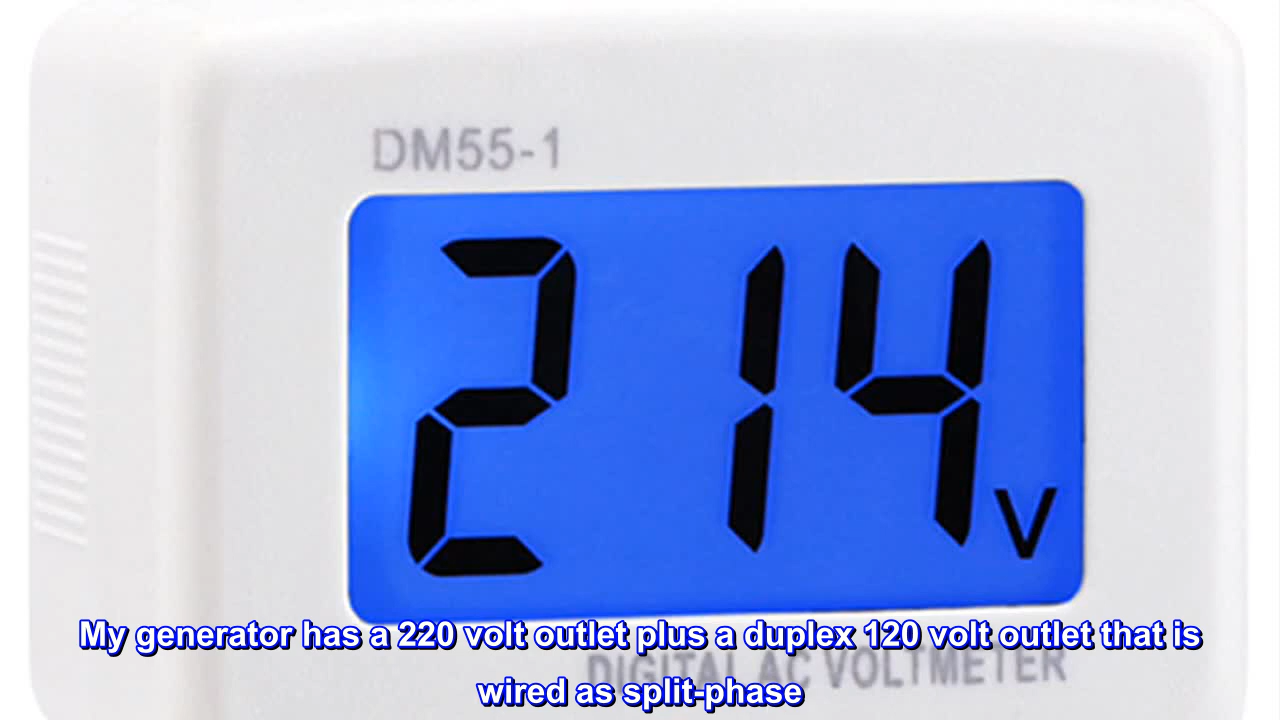 DM55-1
214
V
DIGITAL AC VOLTMETER
My generator has a 220 volt outlet plus a duplex 120 volt outlet that is
wired as split-phase